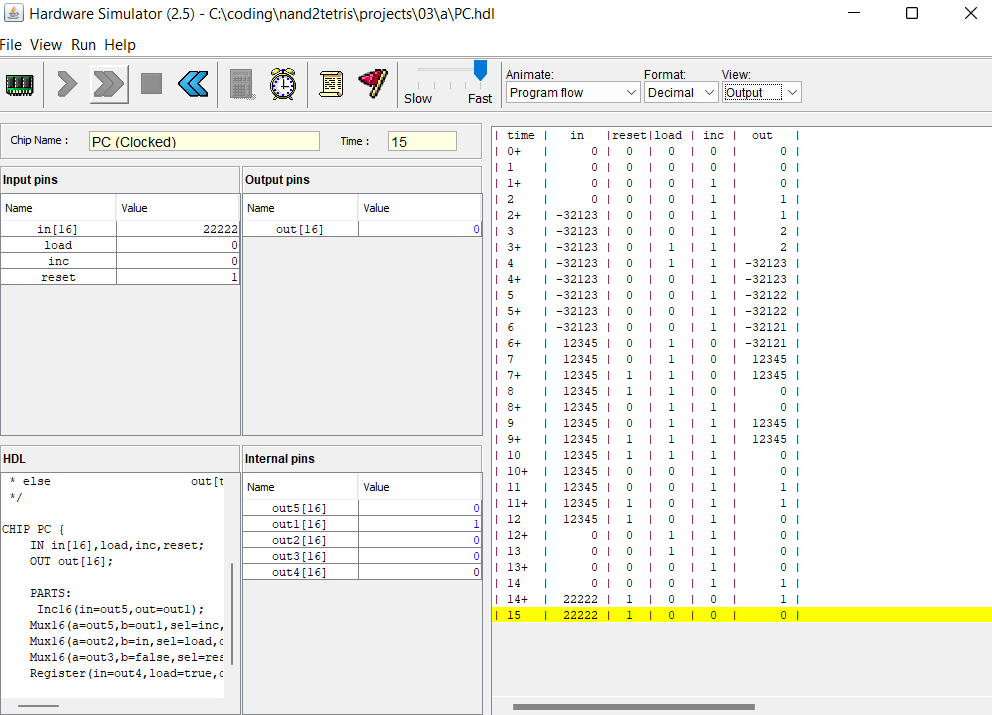 Hardware Simulator (2.5) - C:\coding\nand2tetris\projects\03\a\PC.hdl
File View Run Help
Slow Fast
Animate: Format: View:
Program flow Decimal Output
Chip Name : PC (Clocked) Time : 15
Input pins
Name Value
in[16] 22222
load 0
inc 0
reset 1
Output pins
Name Value
out[16] 0
HDL
* else out[t
*/
CHIP PC {
IN in[16],load,inc,reset;
OUT out[16];
PARTS:
Inc16(in=out5,out=out1);
Mux16(a=out2,b=out1,sel=inc,
Mux16(a=out2,b=in,sel=load,o
Mux16(a=out3,b=false,sel=res
Register(in=out4,load=true,o
Internal pins
Name Value
out5[16] 0
out1[16] 1
out2[16] 0
out3[16] 0
out4[16] 0
| time | in |reset|load | inc | out |
| 0+ | 0 | 0 | 0 | 0 | 0 |
| 1 | 0 | 0 | 0 | 0 | 0 |
| 1+ | 0 | 0 | 0 | 1 | 0 |
| 2 | 0 | 0 | 0 | 1 | 1 |
| 2+ | -32123 | 0 | 0 | 1 | 1 |
| 3 | -32123 | 0 | 0 | 1 | 2 |
| 3+ | -32123 | 0 | 1 | 1 | 2 |
| 4 | -32123 | 0 | 1 | 1 | -32123 |
| 4+ | -32123 | 0 | 0 | 1 | -32123 |
| 5 | -32123 | 0 | 0 | 1 | -32122 |
| 5+ | -32123 | 0 | 0 | 1 | -32122 |
| 6 | -32123 | 0 | 0 | 1 | -32121 |
| 6+ | 12345 | 0 | 1 | 0 | -32121 |
| 7 | 12345 | 0 | 1 | 0 | 12345 |
| 7+ | 12345 | 1 | 1 | 0 | 12345 |
| 8 | 12345 | 1 | 1 | 0 | 0 |
| 8+ | 12345 | 0 | 1 | 1 | 0 |
| 9 | 12345 | 0 | 1 | 1 | 12345 |
| 9+ | 12345 | 1 | 1 | 1 | 12345 |
| 10 | 12345 | 1 | 1 | 1 | 0 |
| 10+ | 12345 | 0 | 0 | 1 | 0 |
| 11 | 12345 | 0 | 0 | 1 | 1 |
| 11+ | 12345 | 1 | 0 | 1 | 1 |
| 12 | 12345 | 1 | 0 | 1 | 0 |
| 12+ | 0 | 0 | 1 | 1 | 0 |
| 13 | 0 | 0 | 1 | 1 | 0 |
| 13+ | 0 | 0 | 0 | 1 | 0 |
| 14 | 0 | 0 | 0 | 1 | 1 |
| 14+ | 22222 | 1 | 0 | 0 | 1 |
| 15 | 22222 | 1 | 0 | 0 | 0 |